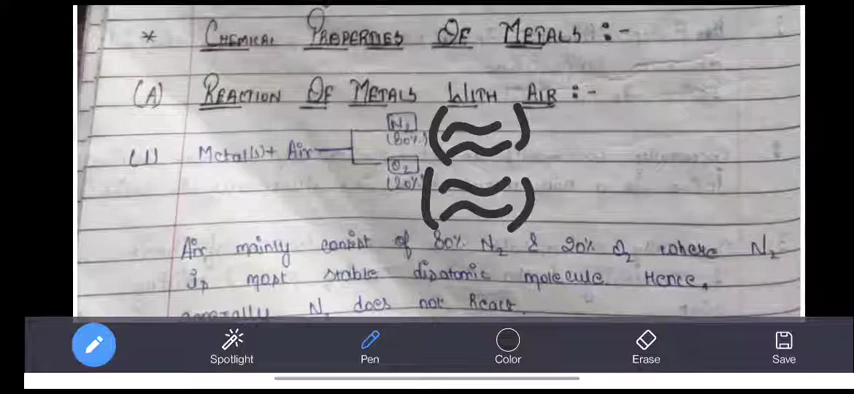 * CHEMICAL PROPERTIES OF METALS :-
(A) REACTION OF METALS WITH AIR :-
N₂
(80%) (≈)
(1) Metal(s) + Air
O₂
(20%) (≈)
Air mainly consist of 80% N₂ & 20% O₂ where N₂
is most stable diatomic molecule. Hence,
generally N₂ does not React.
Spotlight Pen Color Erase Save